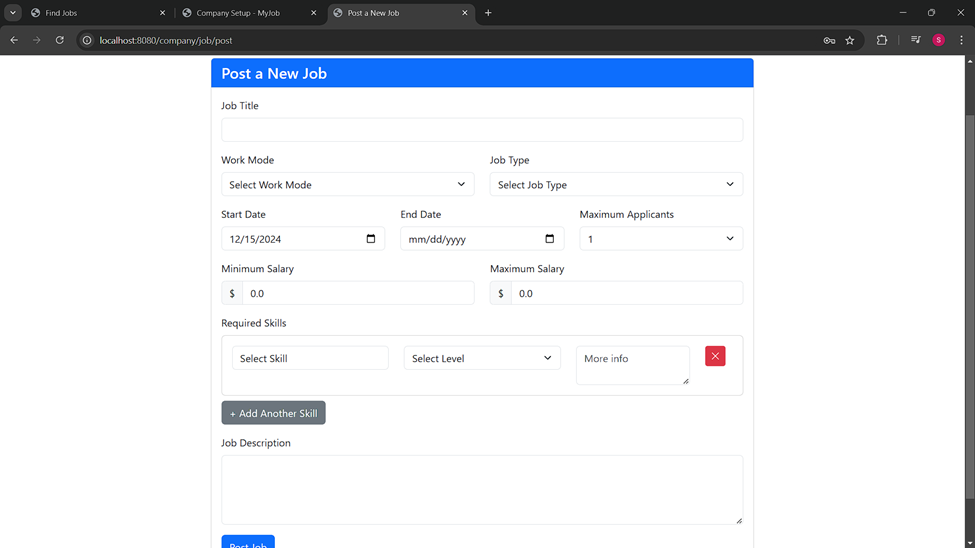 Find Jobs
Company Setup - MyJob
Post a New Job
localhost:8080/company/job/post
S
Post a New Job
Job Title
Work Mode Job Type
Select Work Mode Select Job Type
Start Date End Date Maximum Applicants
12/15/2024 mm/dd/yyyy 1
Minimum Salary Maximum Salary
$ 0.0 $ 0.0
Required Skills
Select Skill Select Level More info
+ Add Another Skill
Job Description
Post Job